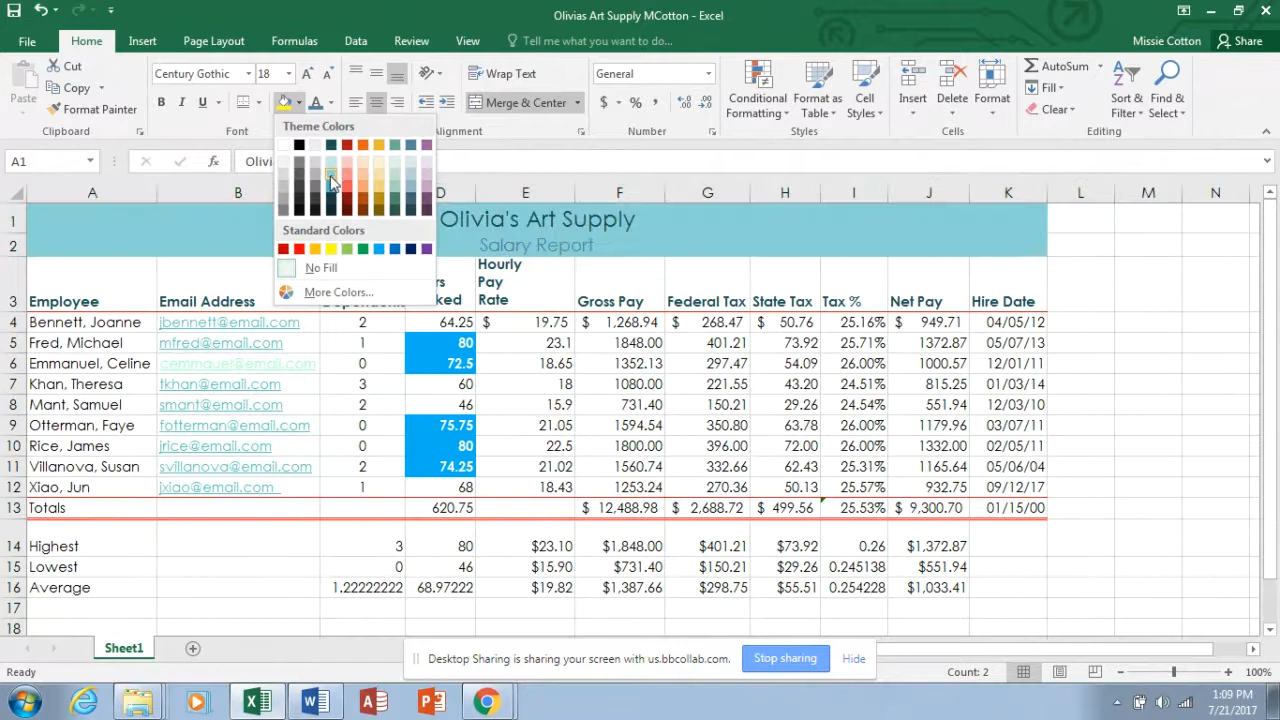 Olivias Art Supply MCotton - Excel
File Home Insert Page Layout Formulas Data Review View Tell me what you want to do... Missie Cotton Share
Paste Cut Copy Format Painter Clipboard
Century Gothic 18 B I U Font
Wrap Text Merge & Center Alignment
General $ % , Number
Conditional Formatting Format as Table Cell Styles Styles
Insert Delete Format Cells
AutoSum Fill Clear Sort & Filter Find & Select Editing
A1 fx Olivi
Theme Colors
Standard Colors
No Fill
More Colors...
A B D E F G H I J K L M N
1 Olivia's Art Supply
2 Salary Report
3 Employee Email Address Hourly Pay Rate Gross Pay Federal Tax State Tax Tax % Net Pay Hire Date
4 Bennett, Joanne jbennett@email.com 2 64.25 $ 19.75 $ 1,268.94 $ 268.47 $ 50.76 25.16% $ 949.71 04/05/12
5 Fred, Michael mfred@email.com 1 80 23.1 1848.00 401.21 73.92 25.71% 1372.87 05/07/13
6 Emmanuel, Celine cemmauel@email.com 0 72.5 18.65 1352.13 297.47 54.09 26.00% 1000.57 12/01/11
7 Khan, Theresa tkhan@email.com 3 60 18 1080.00 221.55 43.20 24.51% 815.25 01/03/14
8 Mant, Samuel smant@email.com 2 46 15.9 731.40 150.21 29.26 24.54% 551.94 12/03/10
9 Otterman, Faye fotterman@email.com 0 75.75 21.05 1594.54 350.80 63.78 26.00% 1179.96 03/07/11
10 Rice, James jrice@email.com 0 80 22.5 1800.00 396.00 72.00 26.00% 1332.00 02/05/11
11 Villanova, Susan svillanova@email.com 2 74.25 21.02 1560.74 332.66 62.43 25.31% 1165.64 05/06/04
12 Xiao, Jun jxiao@email.com 1 68 18.43 1253.24 270.36 50.13 25.57% 932.75 09/12/17
13 Totals 620.75 $ 12,488.98 $ 2,688.72 $ 499.56 25.53% $ 9,300.70 01/15/00
14 Highest 3 80 $23.10 $1,848.00 $401.21 $73.92 0.26 $1,372.87
15 Lowest 0 46 $15.90 $731.40 $150.21 $29.26 0.245138 $551.94
16 Average 1.22222222 68.97222 $19.82 $1,387.66 $298.75 $55.51 0.254228 $1,033.41
17
18
Sheet1
Desktop Sharing is sharing your screen with us.bbcollab.com. Stop sharing Hide
Ready Count: 2 100%
1:09 PM
7/21/2017